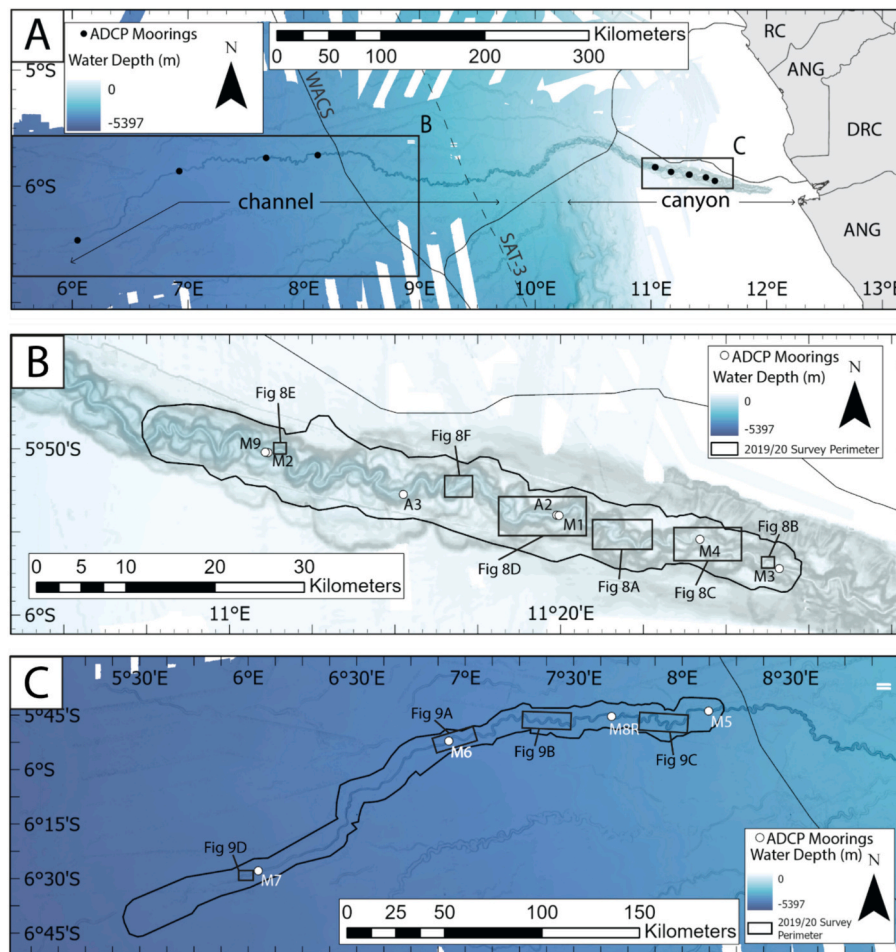 A
ADCP Moorings
Water Depth (m)
0
-5397
N
Kilometers
0 50 100 200 300
RC
ANG
DRC
ANG
5°S
6°S
WACS
SAT-3
B
C
channel
canyon
6°E 7°E 8°E 9°E 10°E 11°E 12°E 13°E
B
ADCP Moorings
Water Depth (m)
0
-5397
N
2019/20 Survey Perimeter
5°50'S
6°S
Fig 8E
M9
M2
Fig 8F
A3
A2
M1
Fig 8D
Fig 8A
M4
Fig 8C
Fig 8B
M3
0 5 10 20 30
Kilometers
11°E 11°20'E
C
5°30'E 6°E 6°30'E 7°E 7°30'E 8°E 8°30'E
5°45'S
6°S
6°15'S
6°30'S
6°45'S
Fig 9A
M6
Fig 9B
M8R
Fig 9C
M5
Fig 9D
M7
0 25 50 100 150
Kilometers
ADCP Moorings
Water Depth (m)
0
-5397
N
2019/20 Survey
Perimeter